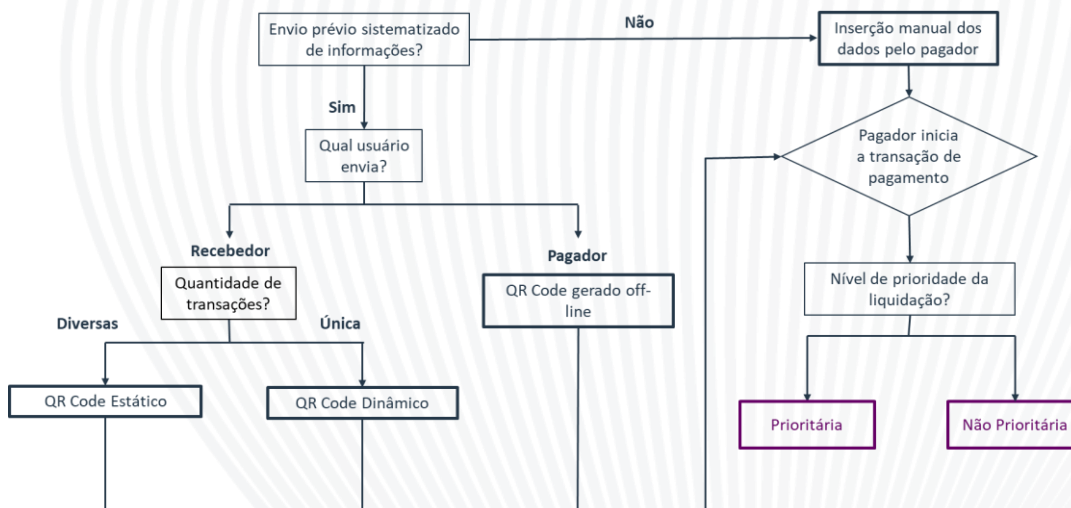 Envio prévio sistematizado
de informações?
Não
Inserção manual dos
dados pelo pagador
Sim
Qual usuário
envia?
Pagador inicia
a transação de
pagamento
Recebedor
Pagador
Quantidade de
transações?
QR Code gerado off-
line
Nível de prioridade da
liquidação?
Diversas
Única
QR Code Estático
QR Code Dinâmico
Prioritária
Não Prioritária